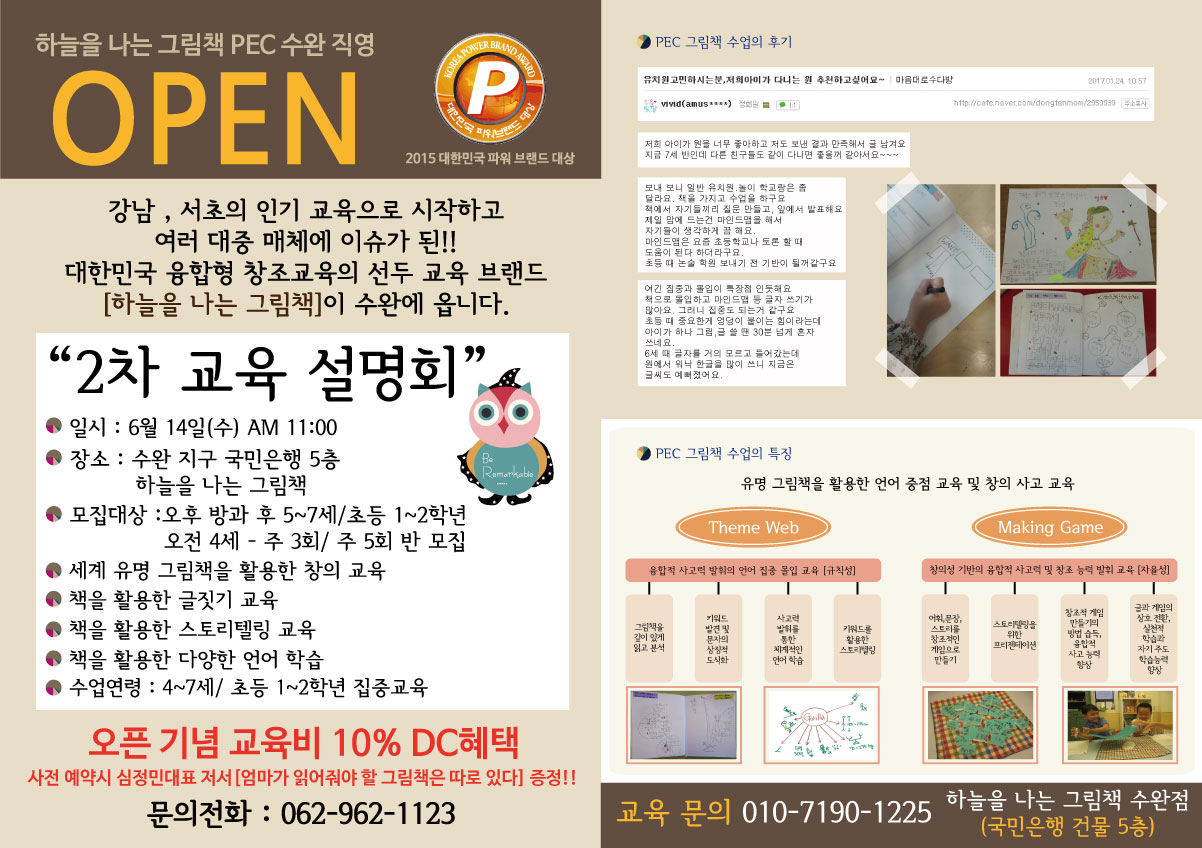 하늘을 나는 그림책 PEC 수완 직영
OPEN
KOREA POWER BRAND AWARD
P
대한민국 파워브랜드 대상
2015 대한민국 파워 브랜드 대상
강남 , 서초의 인기 교육으로 시작하고
여러 대중 매체에 이슈가 된!!
대한민국 융합형 창조교육의 선두 교육 브랜드
[하늘을 나는 그림책]이 수완에 옵니다.
“2차 교육 설명회”
일시 : 6월 14일(수) AM 11:00
장소 : 수완 지구 국민은행 5층
하늘을 나는 그림책
모집대상 :오후 방과 후 5~7세/초등 1~2학년
오전 4세 - 주 3회/ 주 5회 반 모집
세계 유명 그림책을 활용한 창의 교육
책을 활용한 글짓기 교육
책을 활용한 스토리텔링 교육
책을 활용한 다양한 언어 학습
수업연령 : 4~7세/ 초등 1~2학년 집중교육
Be
Remarkable
오픈 기념 교육비 10% DC혜택
사전 예약시 심정민대표 저서[엄마가 읽어줘야 할 그림책은 따로 있다] 증정!!
문의전화 : 062-962-1123
PEC 그림책 수업의 후기
유치원고민하시는분,저희아이가 다니는 원 추천하고싶어요~ | 마음대로수다방
2017.01.24. 10:57
vivid(amus****) 정회원 1:1
http://cafe.naver.com/dongtanmom/2950939 주소복사
저희 아이가 원을 너무 좋아하고 저도 보낸 결과 만족해서 글 남겨요
지금 7세 반인데 다른 친구들도 같이 다니면 좋을꺼 같아서요~~~
보내 보니 일반 유치원.놀이 학교랑은 좀
달라요. 책을 가지고 수업을 하구요
책에서 자기들끼리 질문 만들고, 앞에서 발표해요
제일 맘에 드는건 마인드맵을 해서
자기들이 생각하게 끔 해요.
마인드맵은 요즘 초등학교나 토론 할 때
도움이 된다 하더라구요.
초등 때 논술 학원 보내기 전 기반이 될꺼같구요
여긴 집중과 몰입이 특장점 인듯해요
책으로 몰입하고 마인드맵 등 글자 쓰기가
많아요. 그러니 집중도 되는거 같구요
초등 때 중요한게 엉덩이 붙이는 힘이라는데
아이가 하나 그림,글 쓸 땐 30분 넘게 혼자
쓰네요.
6세 때 글자를 거의 모르고 들어갔는데
원에서 워낙 한글을 많이 쓰니 지금은
글씨도 예뻐졌어요.
PEC 그림책 수업의 특징
유명 그림책을 활용한 언어 중점 교육 및 창의 사고 교육
Theme Web
융합적 사고력 발휘의 언어 집중 몰입 교육 [규칙성]
그림책을
깊이 있게
읽고 분석
키워드
발견 및
문자의
상징적
도식화
사고력
발휘를
통한
체계적인
언어 학습
키워드를
활용한
스토리텔링
Gorilla
Making Game
창의성 기반의 융합적 사고력 및 창조 능력 발휘 교육 [자율성]
어휘,문장,
스토리를
창조적인
게임으로
만들기
스토리텔링을
위한
프리젠테이션
창조적 게임
만들기의
방법 습득,
융합적
사고 능력
향상
글과 게임의
상호 전환,
실천적
학습과
자기 주도
학습능력
향상
교육 문의 010-7190-1225
하늘을 나는 그림책 수완점
(국민은행 건물 5층)